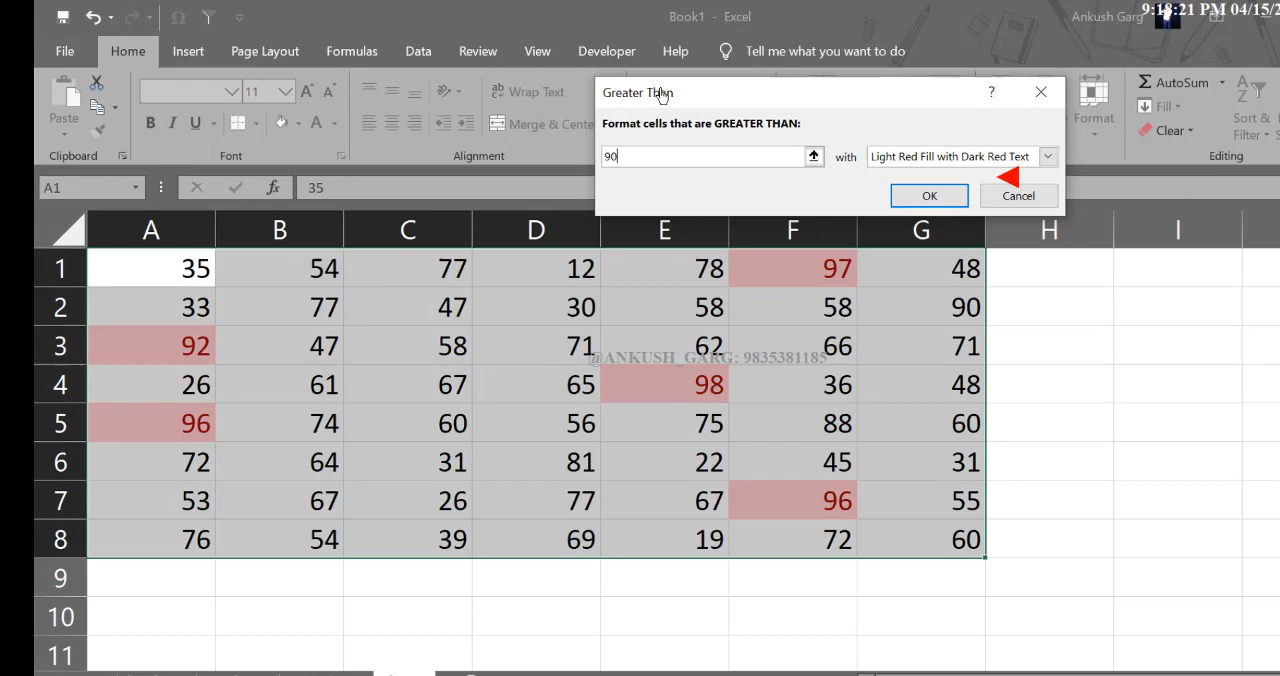 9:18:21 PM 04/15/2
Book1 - Excel
Ankush Garg
File Home Insert Page Layout Formulas Data Review View Developer Help Tell me what you want to do
Greater Than
Format cells that are GREATER THAN:
90 with Light Red Fill with Dark Red Text
OK Cancel
Paste
Clipboard
11
B I U
Font
Wrap Text
Merge & Cente
Alignment
Format
AutoSum
Fill
Clear
Sort &
Filter
Editing
A1 fx 35
A B C D E F G H I
1 35 54 77 12 78 97 48
2 33 77 47 30 58 58 90
3 92 47 58 71 62 66 71
@ANKUSH_GARG: 9835381185
4 26 61 67 65 98 36 48
5 96 74 60 56 75 88 60
6 72 64 31 81 22 45 31
7 53 67 26 77 67 96 55
8 76 54 39 69 19 72 60
9
10
11